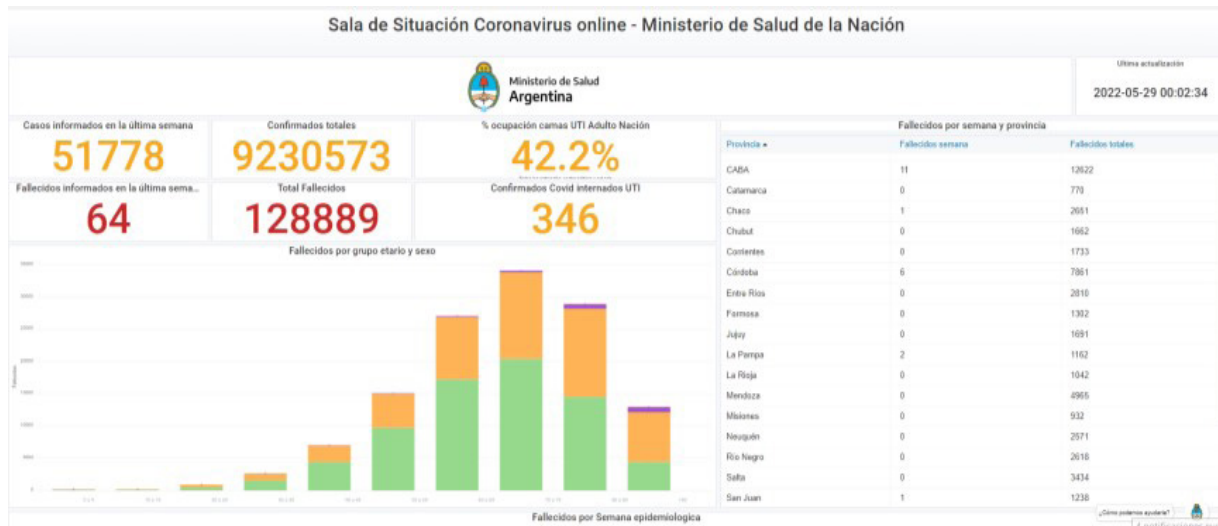 Sala de Situación Coronavirus online - Ministerio de Salud de la Nación
Ministerio de Salud
Argentina
Ultima actualización
2022-05-29 00:02:34
Casos informados en la última semana
51778
Confirmados totales
9230573
% ocupación camas UTI Adulto Nación
42.2%
Fallecidos informados en la última sema...
64
Total Fallecidos
128889
Confirmados Covid internados UTI
346
Fallecidos por grupo etario y sexo
Fallecidos por semana y provincia
Provincia Fallecidos semana Fallecidos totales
CABA 11 12622
Catamarca 0 770
Chaco 1 2651
Chubut 0 1662
Corrientes 0 1733
Córdoba 6 7861
Entre Ríos 0 2810
Formosa 0 1302
Jujuy 0 1691
La Pampa 2 1162
La Rioja 0 1042
Mendoza 0 4965
Misiones 0 932
Neuquén 0 2571
Río Negro 0 2618
Salta 0 3434
San Juan 1 1238
¿Cómo podemos ayudarte?
Fallecidos por Semana epidemiologica